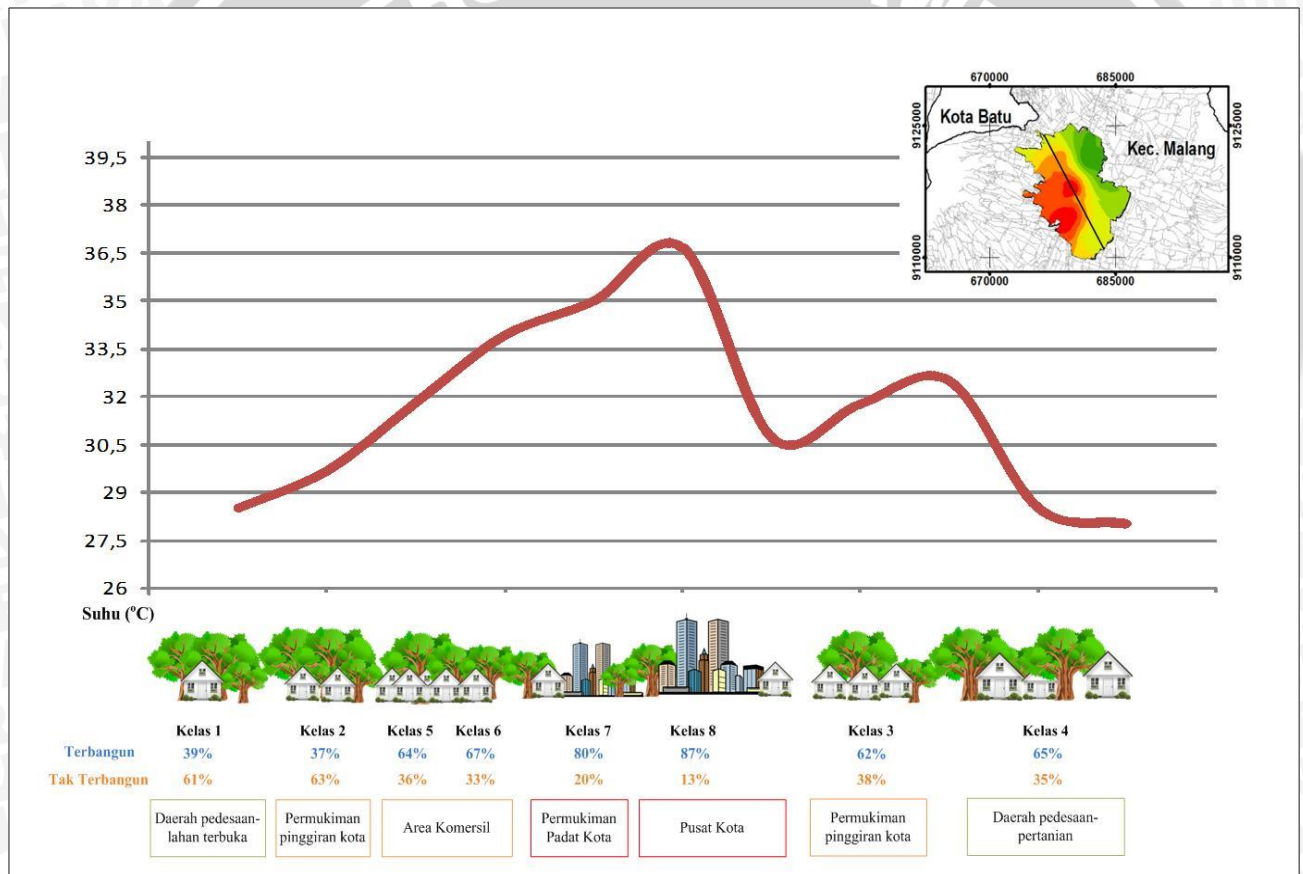 670000 685000
9125000 9125000
Kota Batu
Kec. Malang
9110000 9110000
670000 685000
39,5
38
36,5
35
33,5
32
30,5
29
27,5
26
Suhu (°C)
Kelas 1 Kelas 2 Kelas 5 Kelas 6 Kelas 7 Kelas 8 Kelas 3 Kelas 4
Terbangun 39% 37% 64% 67% 80% 87% 62% 65%
Tak Terbangun 61% 63% 36% 33% 20% 13% 38% 35%
Daerah pedesaan-
lahan terbuka
Permukiman
pinggiran kota
Area Komersil
Permukiman
Padat Kota
Pusat Kota
Permukiman
pinggiran kota
Daerah pedesaan-
pertanian